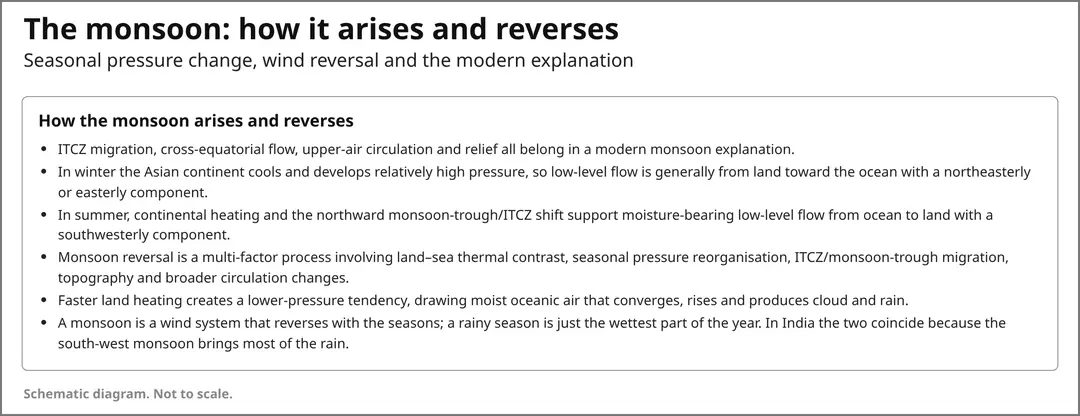 The monsoon: how it arises and reverses
Seasonal pressure change, wind reversal and the modern explanation
How the monsoon arises and reverses
• ITCZ migration, cross-equatorial flow, upper-air circulation and relief all belong in a modern monsoon explanation.
• In winter the Asian continent cools and develops relatively high pressure, so low-level flow is generally from land toward the ocean with a northeasterly
or easterly component.
• In summer, continental heating and the northward monsoon-trough/ITCZ shift support moisture-bearing low-level flow from ocean to land with a
southwesterly component.
• Monsoon reversal is a multi-factor process involving land–sea thermal contrast, seasonal pressure reorganisation, ITCZ/monsoon-trough migration,
topography and broader circulation changes.
• Faster land heating creates a lower-pressure tendency, drawing moist oceanic air that converges, rises and produces cloud and rain.
• A monsoon is a wind system that reverses with the seasons; a rainy season is just the wettest part of the year. In India the two coincide because the
south-west monsoon brings most of the rain.
Schematic diagram. Not to scale.